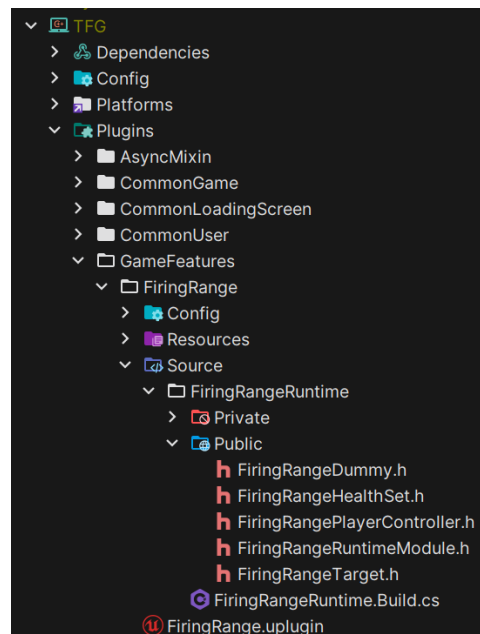 TFG
Dependencies
Config
Platforms
Plugins
AsyncMixin
CommonGame
CommonLoadingScreen
CommonUser
GameFeatures
FiringRange
Config
Resources
Source
FiringRangeRuntime
Private
Public
FiringRangeDummy.h
FiringRangeHealthSet.h
FiringRangePlayerController.h
FiringRangeRuntimeModule.h
FiringRangeTarget.h
FiringRangeRuntime.Build.cs
FiringRange.uplugin